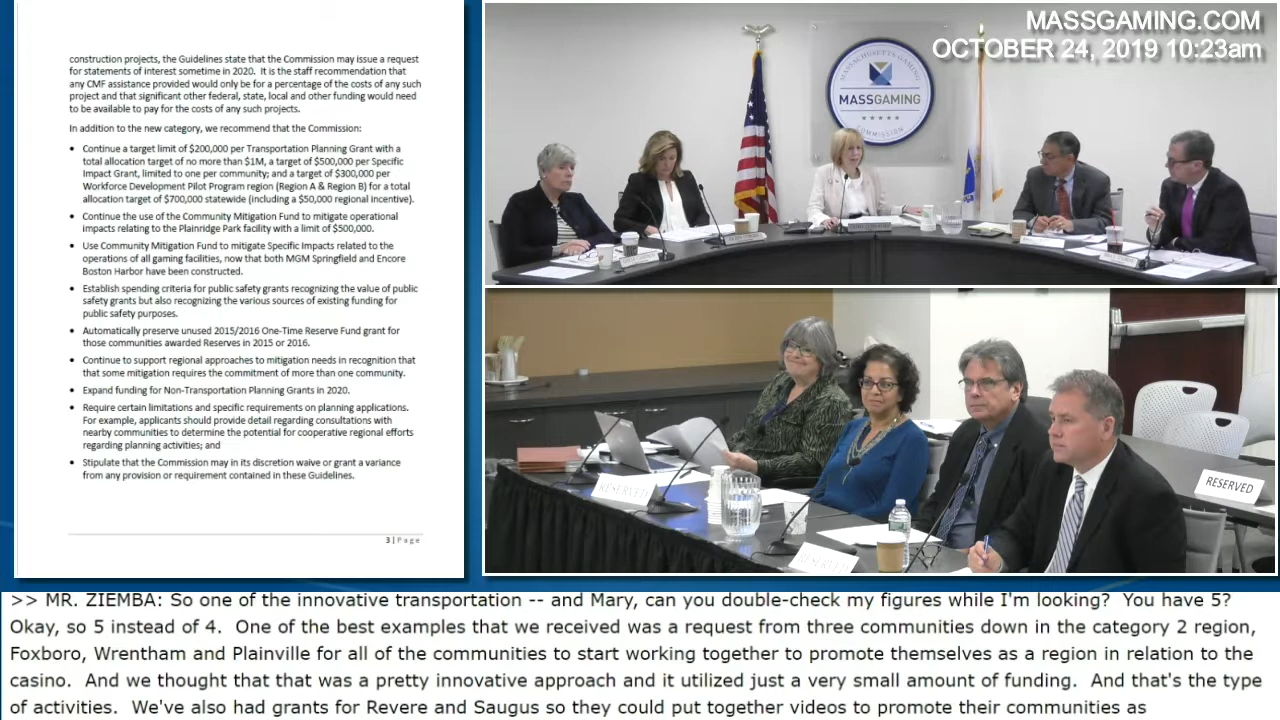 construction projects, the Guidelines state that the Commission may issue a request
for statements of interest sometime in 2020. It is the staff recommendation that
any CMF assistance provided would only be for a percentage of the costs of any such
project and that significant other federal, state, local and other funding would need
to be available to pay for the costs of any such projects.
In addition to the new category, we recommend that the Commission:
• Continue a target limit of $200,000 per Transportation Planning Grant with a
total allocation target of no more than $1M, a target of $500,000 per Specific
Impact Grant, limited to one per community; and a target of $300,000 per
Workforce Development Pilot Program region (Region A & Region B) for a total
allocation target of $700,000 statewide (including a $50,000 regional incentive).
• Continue the use of the Community Mitigation Fund to mitigate operational
impacts relating to the Plainridge Park facility with a limit of $500,000.
• Use Community Mitigation Fund to mitigate Specific Impacts related to the
operations of all gaming facilities, now that both MGM Springfield and Encore
Boston Harbor have been constructed.
• Establish spending criteria for public safety grants recognizing the value of public
safety grants but also recognizing the various sources of existing funding for
public safety purposes.
• Automatically preserve unused 2015/2016 One-Time Reserve Fund grant for
those communities awarded Reserves in 2015 or 2016.
• Continue to support regional approaches to mitigation needs in recognition that
that some mitigation requires the commitment of more than one community.
• Expand funding for Non-Transportation Planning Grants in 2020.
• Require certain limitations and specific requirements on planning applications.
For example, applicants should provide detail regarding consultations with
nearby communities to determine the potential for cooperative regional efforts
regarding planning activities; and
• Stipulate that the Commission may in its discretion waive or grant a variance
from any provision or requirement contained in these Guidelines.
3 | Page
MASSGAMING.COM
OCTOBER 24, 2019 10:23am
MASSACHUSETTS GAMING
MASSGAMING
COMMISSION
RESERVED
RESERVED
RESERVED
>> MR. ZIEMBA: So one of the innovative transportation -- and Mary, can you double-check my figures while I'm looking? You have 5?
Okay, so 5 instead of 4. One of the best examples that we received was a request from three communities down in the category 2 region,
Foxboro, Wrentham and Plainville for all of the communities to start working together to promote themselves as a region in relation to the
casino. And we thought that that was a pretty innovative approach and it utilized just a very small amount of funding. And that's the type
of activities. We've also had grants for Revere and Saugus so they could put together videos to promote their communities as